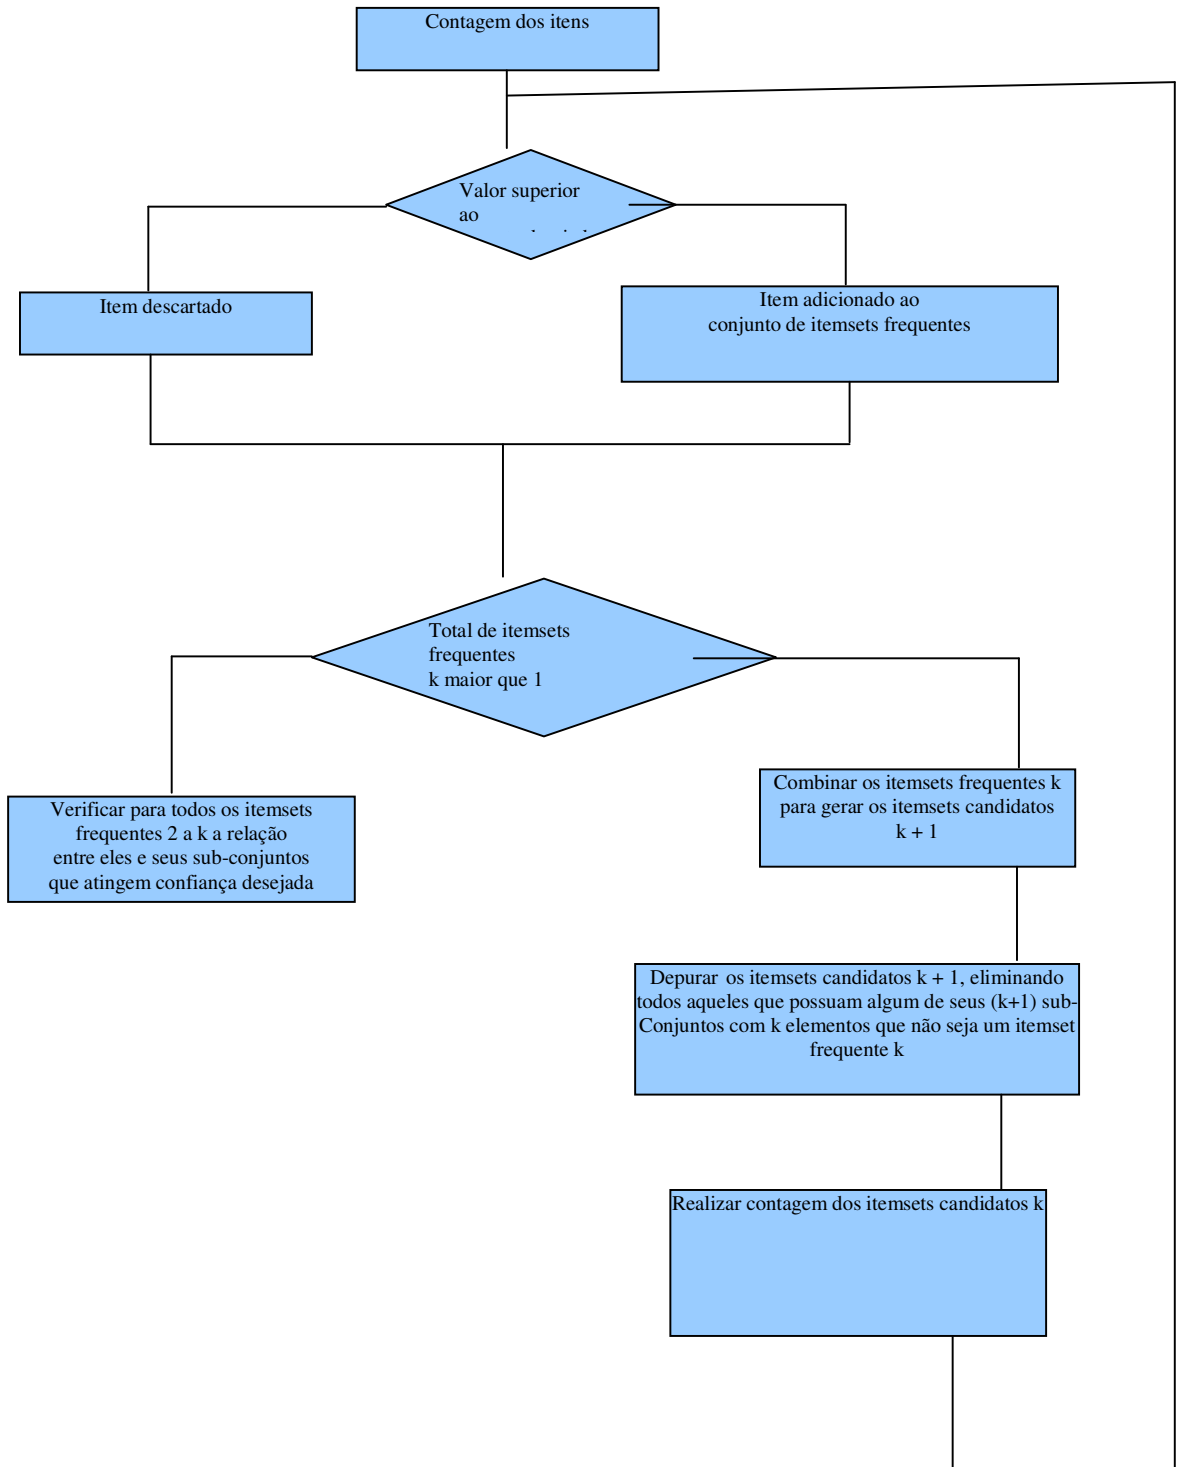 Contagem dos itens
Valor superior
ao
Item descartado
Item adicionado ao
conjunto de itemsets frequentes
Total de itemsets
frequentes
k maior que 1
Verificar para todos os itemsets
frequentes 2 a k a relação
entre eles e seus sub-conjuntos
que atingem confiança desejada
Combinar os itemsets frequentes k
para gerar os itemsets candidatos
k + 1
Depurar os itemsets candidatos k + 1, eliminando
todos aqueles que possuam algum de seus (k+1) sub-
Conjuntos com k elementos que não seja um itemset
frequente k
Realizar contagem dos itemsets candidatos k